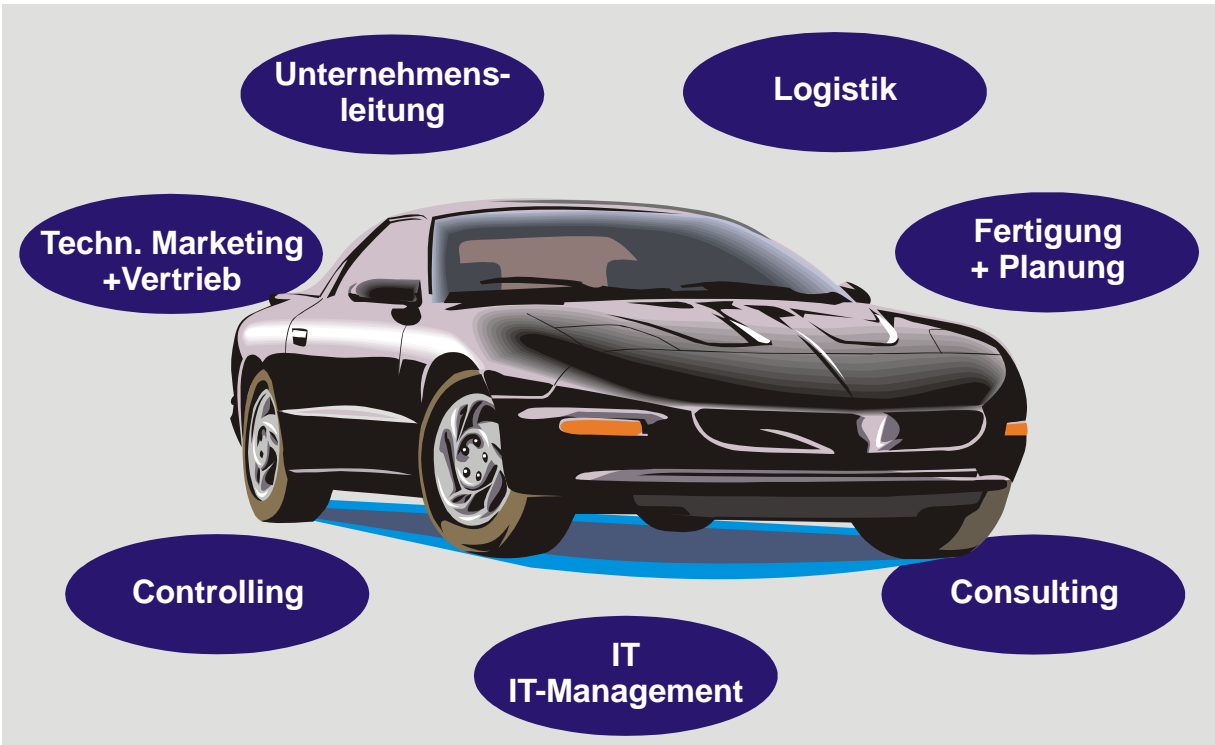 Unternehmens-
leitung
Logistik
Techn. Marketing
+Vertrieb
Fertigung
+ Planung
Controlling
Consulting
IT
IT-Management